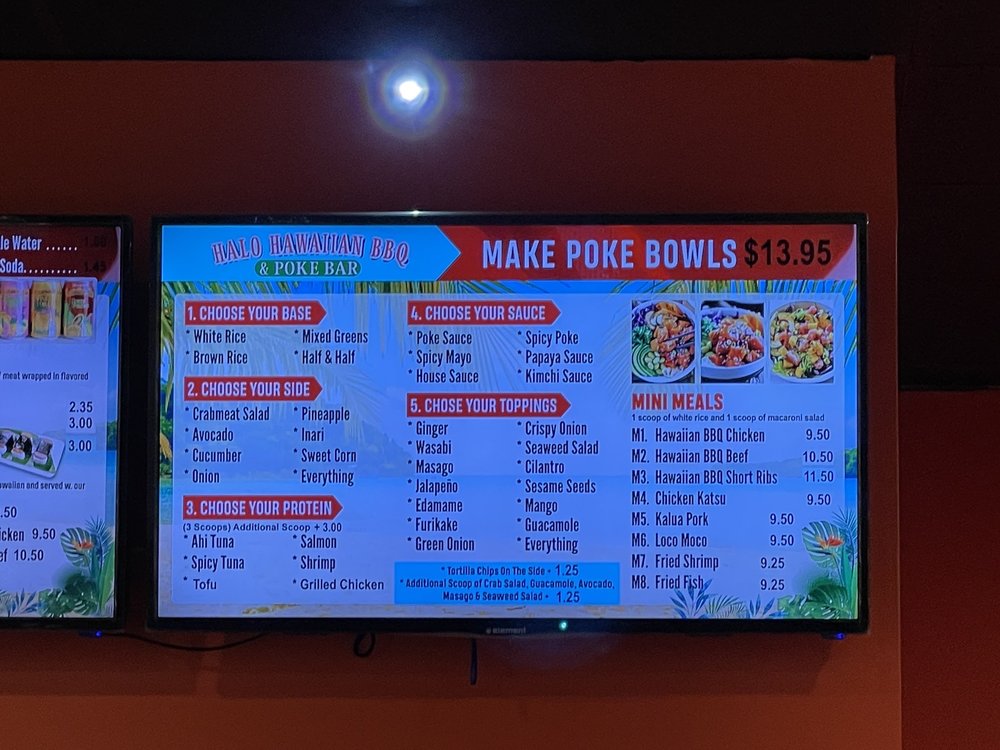 le Water ...... 1.50
Soda.......... 1.45
meat wrapped in flavored
2.35
3.00
3.00
awaiian and served w. our
.50
icken 9.50
ef 10.50
HALO HAWAIIAN BBQ
& POKE BAR
MAKE POKE BOWLS $13.95
1. CHOOSE YOUR BASE
* White Rice * Mixed Greens
* Brown Rice * Half & Half
2. CHOOSE YOUR SIDE
* Crabmeat Salad * Pineapple
* Avocado * Inari
* Cucumber * Sweet Corn
* Onion * Everything
3. CHOOSE YOUR PROTEIN
(3 Scoops) Additional Scoop + 3.00
* Ahi Tuna * Salmon
* Spicy Tuna * Shrimp
* Tofu * Grilled Chicken
4. CHOOSE YOUR SAUCE
* Poke Sauce * Spicy Poke
* Spicy Mayo * Papaya Sauce
* House Sauce * Kimchi Sauce
5. CHOSE YOUR TOPPINGS
* Ginger * Crispy Onion
* Wasabi * Seaweed Salad
* Masago * Cilantro
* Jalapeño * Sesame Seeds
* Edamame * Mango
* Furikake * Guacamole
* Green Onion * Everything
* Tortilla Chips On The Side + 1.25
* Additional Scoop of Crab Salad, Guacamole, Avocado,
Masago & Seaweed Salad + 1.25
MINI MEALS
1 scoop of white rice and 1 scoop of macaroni salad
M1. Hawaiian BBQ Chicken 9.50
M2. Hawaiian BBQ Beef 10.50
M3. Hawaiian BBQ Short Ribs 11.50
M4. Chicken Katsu 9.50
M5. Kalua Pork 9.50
M6. Loco Moco 9.50
M7. Fried Shrimp 9.25
M8. Fried Fish 9.25
element